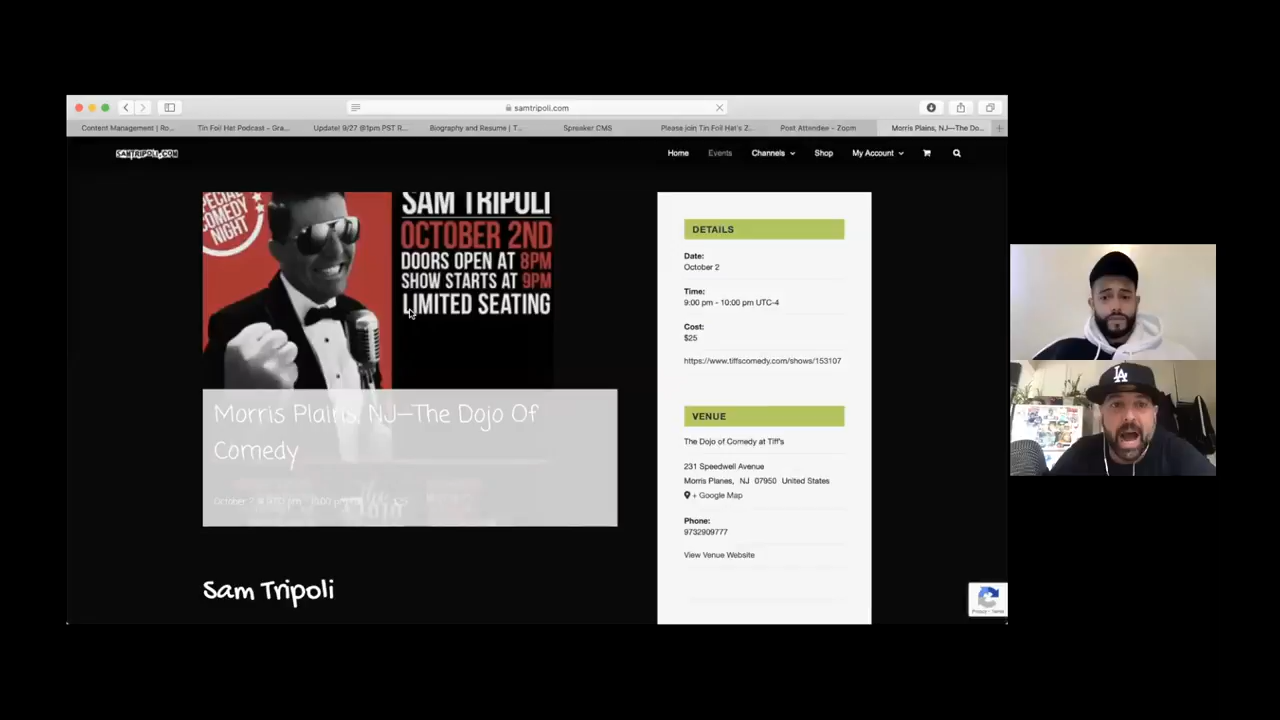 samtripoli.com
Content Management | Ro...
Tin Foil Hat Podcast – Gra...
Update! 9/27 @1pm PST R...
Biography and Resume | T...
Spreaker CMS
Please join Tin Foil Hat's Z...
Post Attendee - Zoom
Morris Plains, NJ—The Do...
SAMTRIPOLI.COM
Home
Events
Channels
Shop
My Account
SPECIAL
COMEDY
NIGHT
SAM TRIPOLI
OCTOBER 2ND
DOORS OPEN AT 8PM
SHOW STARTS AT 9PM
LIMITED SEATING
Morris Plains, NJ—The Dojo Of
Comedy
Sam Tripoli
DETAILS
Date:
October 2
Time:
9:00 pm - 10:00 pm UTC-4
Cost:
$25
https://www.tiffscomedy.com/shows/153107
VENUE
The Dojo of Comedy at Tiff's
231 Speedwell Avenue
Morris Planes, NJ 07950 United States
+ Google Map
Phone:
9732909777
View Venue Website
Privacy - Terms
LA